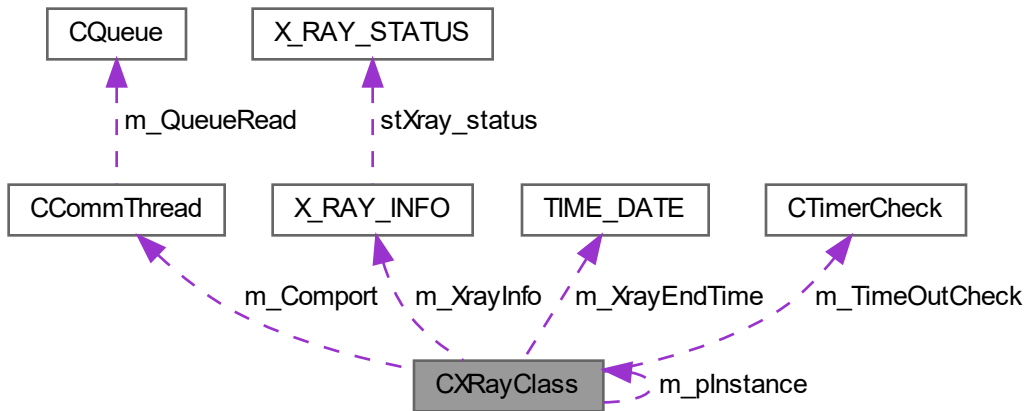 CQueue
X_RAY_STATUS
m_QueueRead
stXray_status
CCommThread
X_RAY_INFO
TIME_DATE
CTimerCheck
m_Comport
m_XrayInfo
m_XrayEndTime
m_TimeOutCheck
CXRayClass
m_pInstance